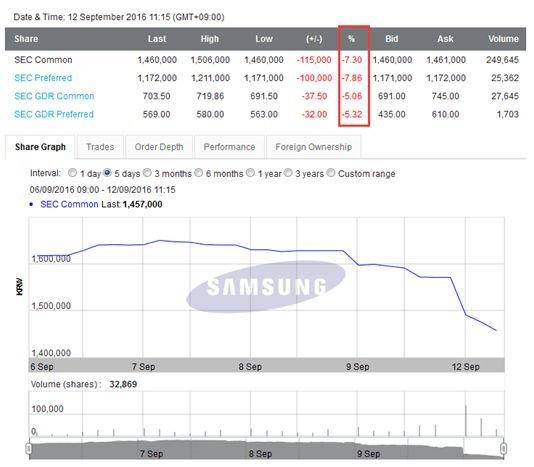 Date & Time: 12 September 2016 11:15 (GMT+09:00)
Share Last High Low (+/-) % Bid Ask Volume
SEC Common 1,460,000 1,506,000 1,460,000 -115,000 -7.30 1,460,000 1,461,000 249,645
SEC Preferred 1,172,000 1,211,000 1,171,000 -100,000 -7.86 1,171,000 1,172,000 25,362
SEC GDR Common 703.50 719.86 691.50 -37.50 -5.06 691.00 745.00 27,645
SEC GDR Preferred 569.00 580.00 563.00 -32.00 -5.32 435.00 610.00 1,703
Share Graph Trades Order Depth Performance Foreign Ownership
Interval: 1 day 5 days 3 months 6 months 1 year 3 years Custom range
06/09/2016 09:00 - 12/09/2016 11:15
SEC Common Last: 1,457,000
1,600,000
KRW
SAMSUNG
1,500,000
1,400,000
6 Sep 7 Sep 8 Sep 9 Sep 12 Sep
Volume (shares) : 32,869
100,000
0
7 Sep 8 Sep 9 Sep